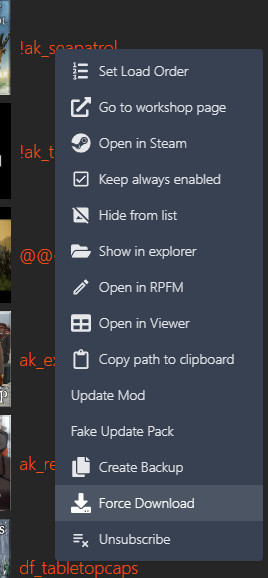 !ak_seapatrol
Set Load Order
Go to workshop page
Open in Steam
!ak_t
Keep always enabled
Hide from list
Show in explorer
@@
Open in RPFM
Open in Viewer
Copy path to clipboard
ak_ex
Update Mod
Fake Update Pack
Create Backup
ak_re
Force Download
Unsubscribe
df_tabletopcaps